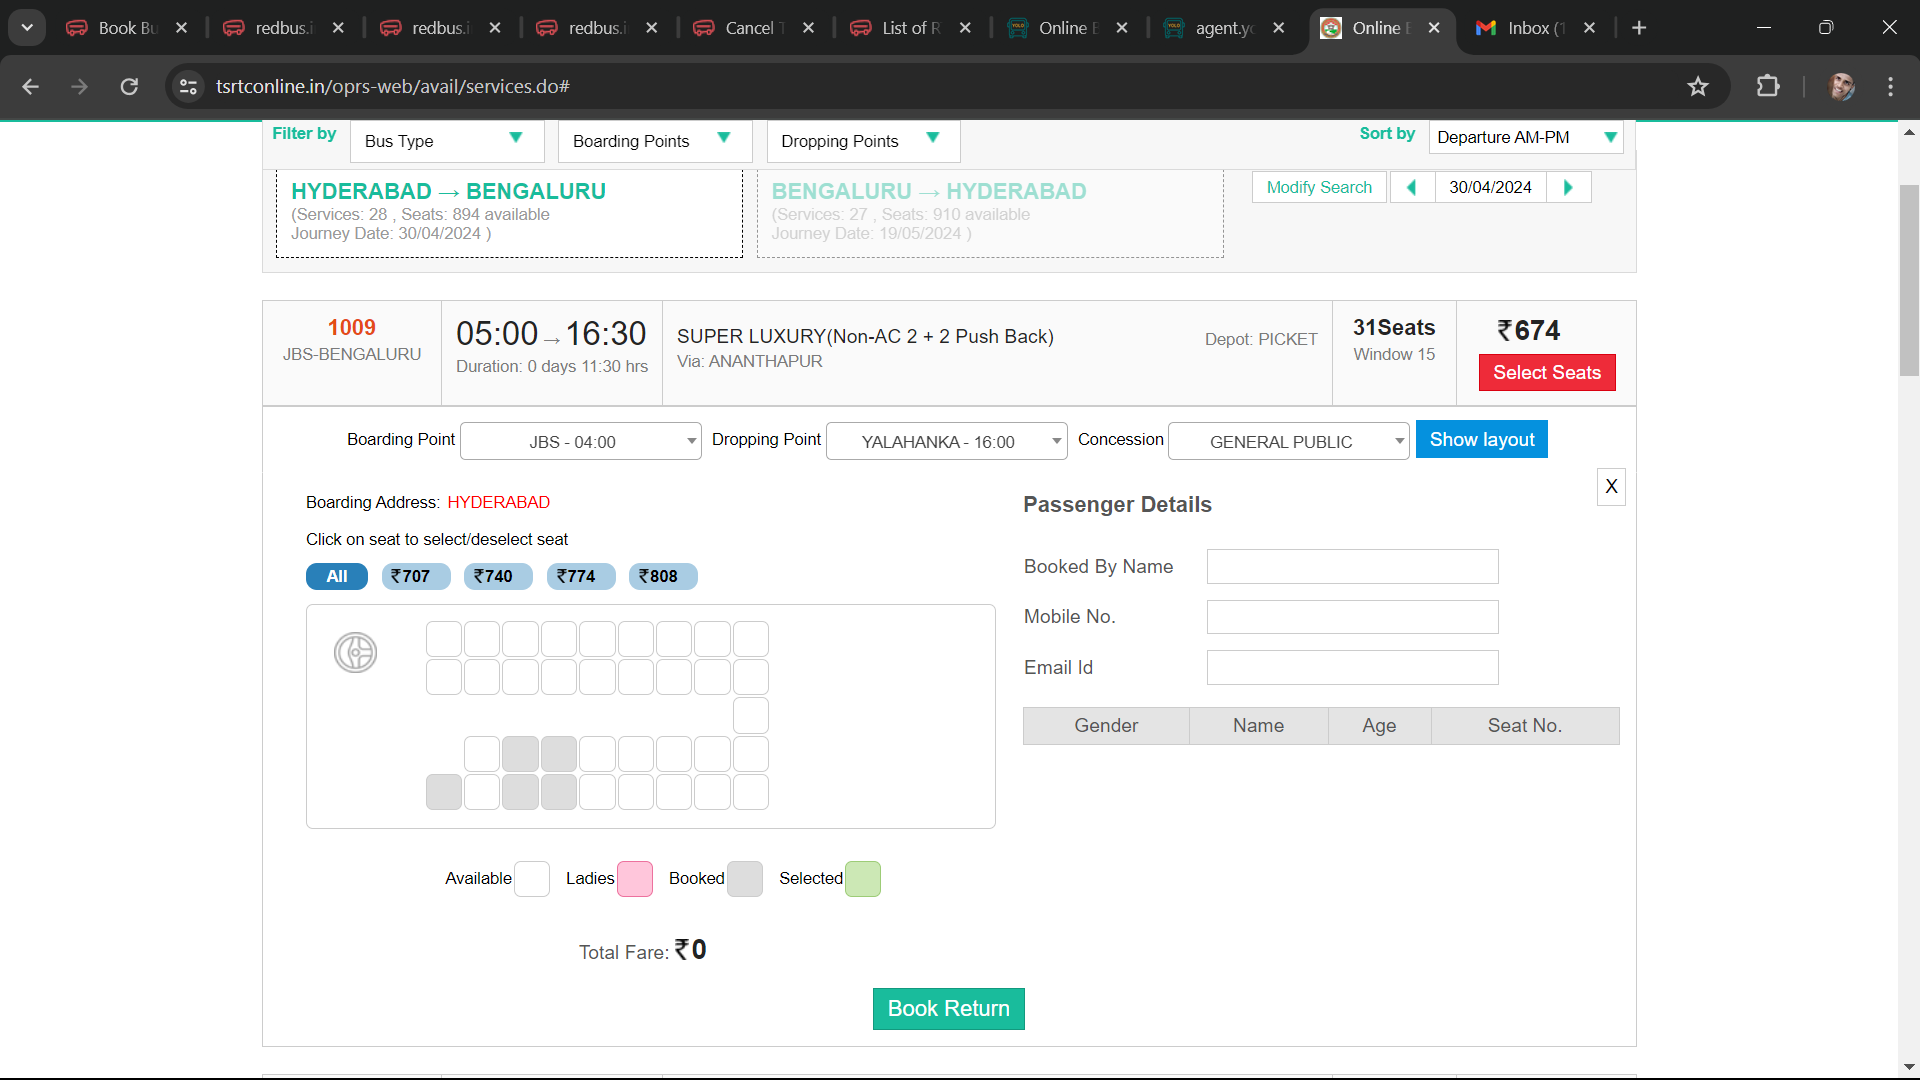 Book Bu
redbus.i
redbus.i
redbus.i
Cancel T
List of R
Online E
agent.yo
Online E
Inbox (1
tsrtconline.in/oprs-web/avail/services.do#
Filter by
Bus Type
Boarding Points
Dropping Points
Sort by
Departure AM-PM
HYDERABAD → BENGALURU
(Services: 28 , Seats: 894 available
Journey Date: 30/04/2024 )
BENGALURU → HYDERABAD
(Services: 27 , Seats: 910 available
Journey Date: 19/05/2024 )
Modify Search
30/04/2024
1009
JBS-BENGALURU
05:00→16:30
Duration: 0 days 11:30 hrs
SUPER LUXURY(Non-AC 2 + 2 Push Back)
Via: ANANTHAPUR
Depot: PICKET
31Seats
Window 15
₹674
Select Seats
Boarding Point
JBS - 04:00
Dropping Point
YALAHANKA - 16:00
Concession
GENERAL PUBLIC
Show layout
X
Boarding Address: HYDERABAD
Click on seat to select/deselect seat
All
₹707
₹740
₹774
₹808
Available
Ladies
Booked
Selected
Total Fare: ₹0
Passenger Details
Booked By Name
Mobile No.
Email Id
Gender
Name
Age
Seat No.
Book Return